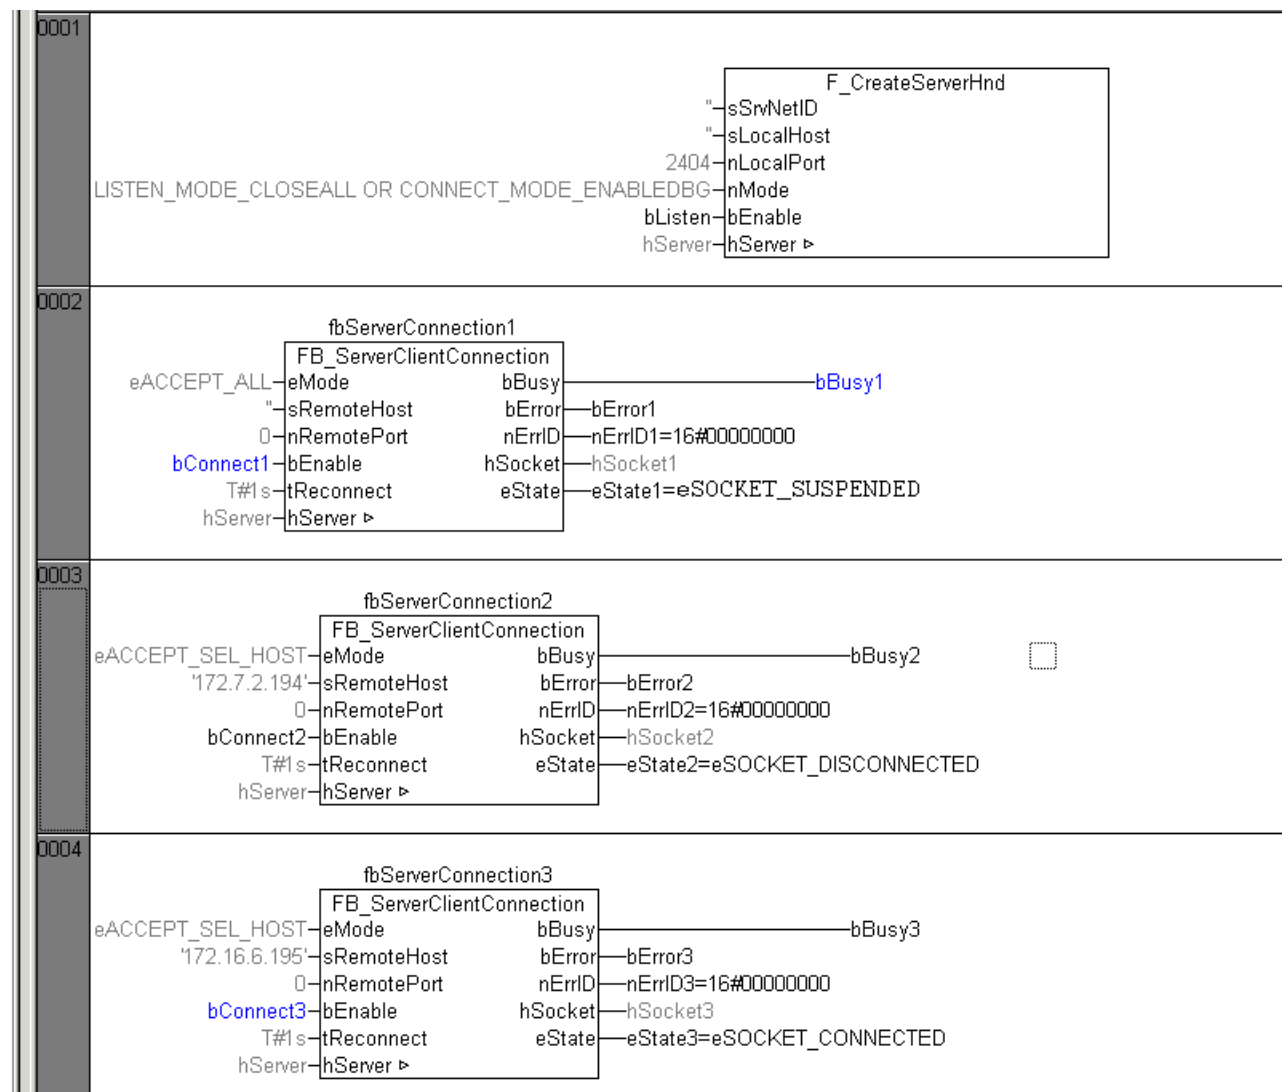 0001
F_CreateServerHnd
''-sSrvNetID
''-sLocalHost
2404-nLocalPort
LISTEN_MODE_CLOSEALL OR CONNECT_MODE_ENABLEDBG-nMode
bListen-bEnable
hServer-hServer ▹
0002
fbServerConnection1
FB_ServerClientConnection
eACCEPT_ALL-eMode bBusy-bBusy1
''-sRemoteHost bError-bError1
0-nRemotePort nErrID-nErrID1=16#00000000
bConnect1-bEnable hSocket-hSocket1
T#1s-tReconnect eState-eState1=eSOCKET_SUSPENDED
hServer-hServer ▹
0003
fbServerConnection2
FB_ServerClientConnection
eACCEPT_SEL_HOST-eMode bBusy-bBusy2
'172.7.2.194'-sRemoteHost bError-bError2
0-nRemotePort nErrID-nErrID2=16#00000000
bConnect2-bEnable hSocket-hSocket2
T#1s-tReconnect eState-eState2=eSOCKET_DISCONNECTED
hServer-hServer ▹
0004
fbServerConnection3
FB_ServerClientConnection
eACCEPT_SEL_HOST-eMode bBusy-bBusy3
'172.16.6.195'-sRemoteHost bError-bError3
0-nRemotePort nErrID-nErrID3=16#00000000
bConnect3-bEnable hSocket-hSocket3
T#1s-tReconnect eState-eState3=eSOCKET_CONNECTED
hServer-hServer ▹